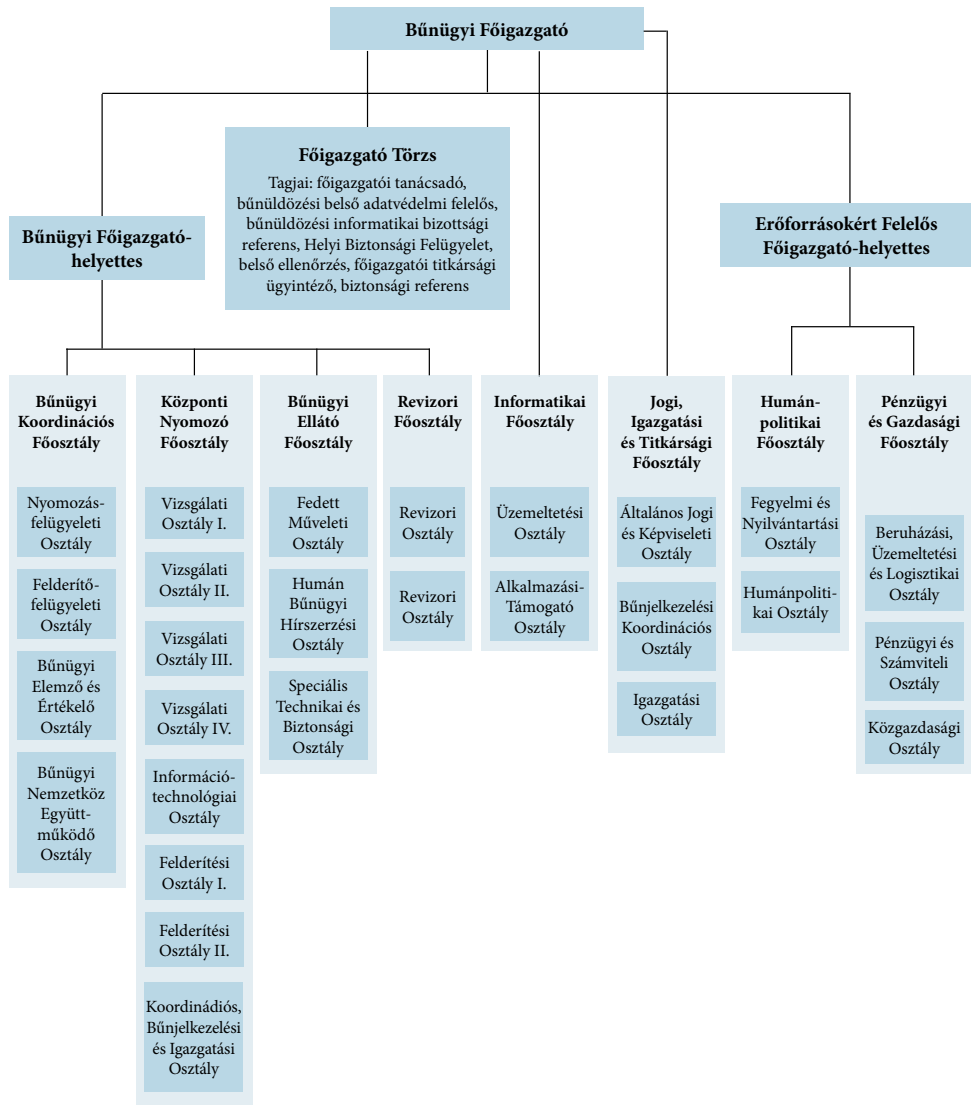 Bűnügyi Főigazgató
Főigazgató Törzs
Tagjai: főigazgatói tanácsadó,
bűnüldözési belső adatvédelmi felelős,
bűnüldözési informatikai bizottsági
referens, Helyi Biztonsági Felügyelet,
belső ellenőrzés, főigazgatói titkársági
ügyintéző, biztonsági referens
Bűnügyi Főigazgató-
helyettes
Erőforrásokért Felelős
Főigazgató-helyettes
Bűnügyi
Koordinációs
Főosztály
Nyomozás-
felügyeleti
Osztály
Felderítő-
felügyeleti
Osztály
Bűnügyi
Elemző és
Értékelő
Osztály
Bűnügyi
Nemzetköz
Együtt-
működő
Osztály
Központi
Nyomozó
Főosztály
Vizsgálati
Osztály I.
Vizsgálati
Osztály II.
Vizsgálati
Osztály III.
Vizsgálati
Osztály IV.
Információ-
technológiai
Osztály
Felderítési
Osztály I.
Felderítési
Osztály II.
Koordinádiós,
Bűnjelkezelési
és Igazgatási
Osztály
Bűnügyi
Ellátó
Főosztály
Fedett
Műveleti
Osztály
Humán
Bűnügyi
Hírszerzési
Osztály
Speciális
Technikai és
Biztonsági
Osztály
Revizori
Főosztály
Revizori
Osztály
Revizori
Osztály
Informatikai
Főosztály
Üzemeltetési
Osztály
Alkalmazási-
Támogató
Osztály
Jogi,
Igazgatási
és Titkársági
Főosztály
Általános Jogi
és Képviseleti
Osztály
Bűnjelkezelési
Koordinációs
Osztály
Igazgatási
Osztály
Humán-
politikai
Főosztály
Fegyelmi és
Nyilvántartási
Osztály
Humánpoliti-
kai Osztály
Pénzügyi
és Gazdasági
Főosztály
Beruházási,
Üzemeltetési
és Logisztikai
Osztály
Pénzügyi és
Számviteli
Osztály
Közgazdasági
Osztály